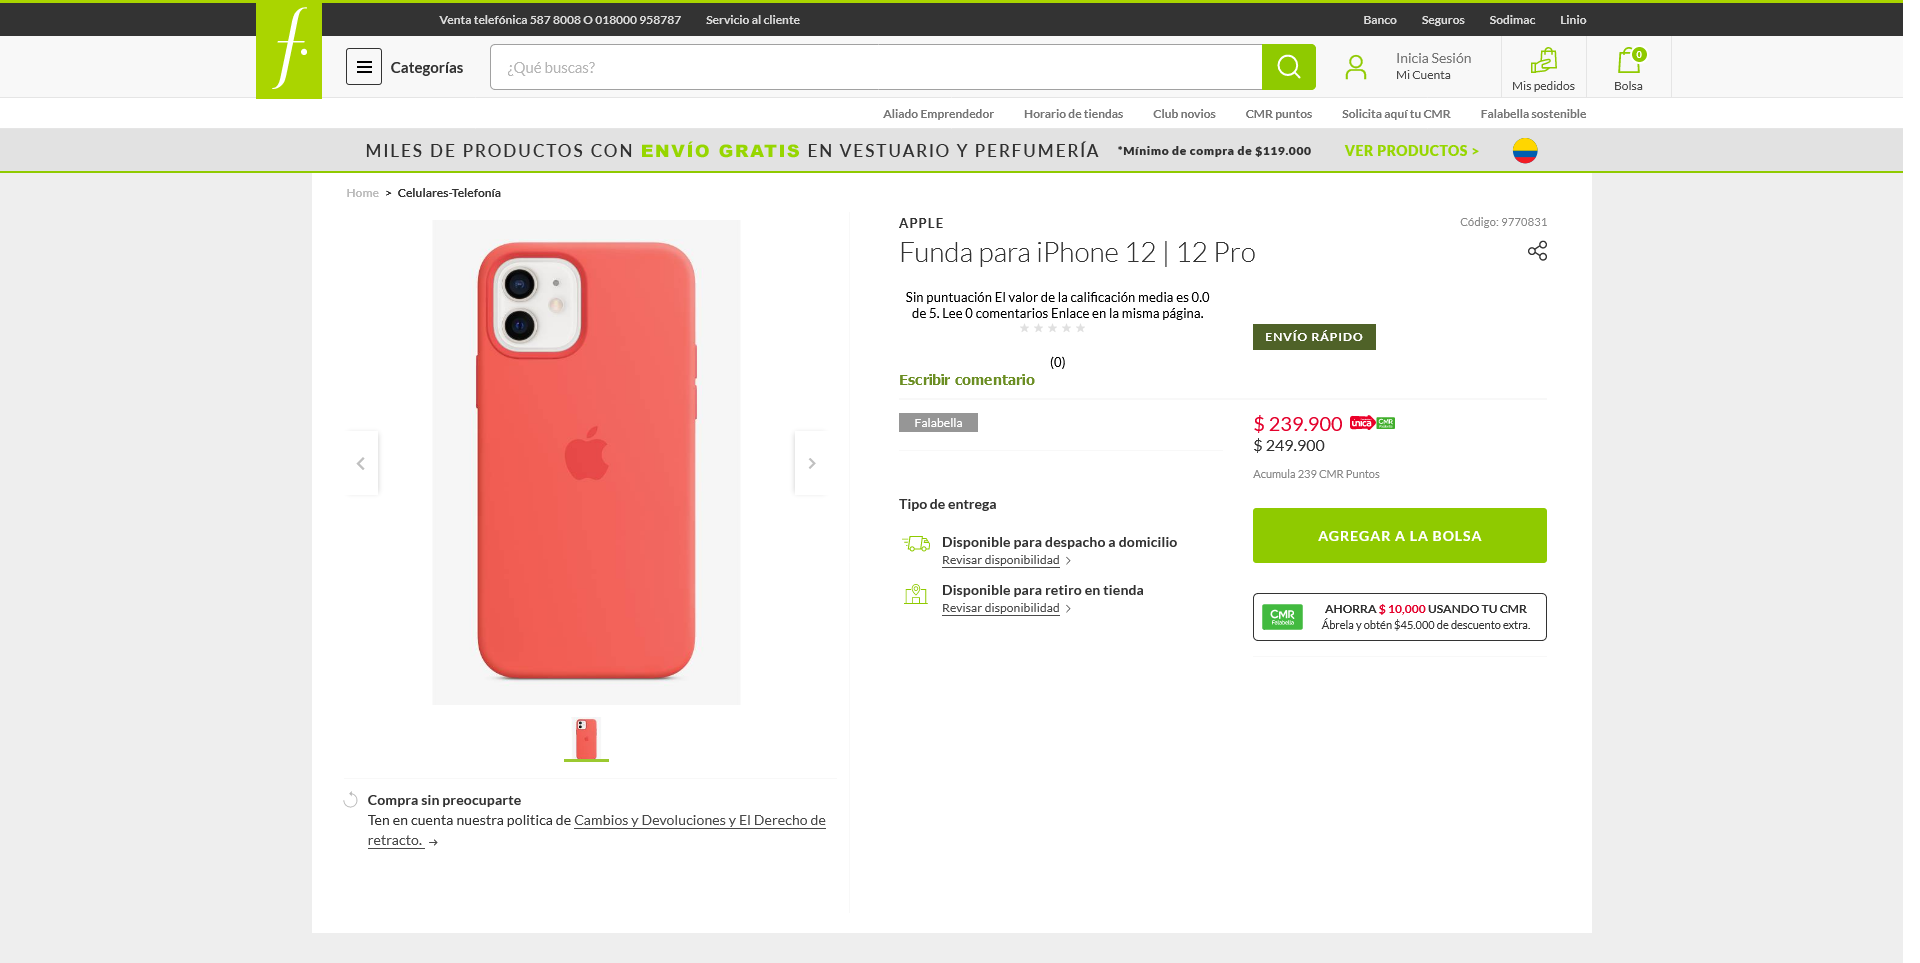 Venta telefónica 587 8008 O 018000 958787 Servicio al cliente Banco Seguros Sodimac Linio
f.
Categorías
¿Qué buscas?
Inicia Sesión
Mi Cuenta
Mis pedidos
0
Bolsa
Aliado Emprendedor Horario de tiendas Club novios CMR puntos Solicita aquí tu CMR Falabella sostenible
MILES DE PRODUCTOS CON ENVÍO GRATIS EN VESTUARIO Y PERFUMERÍA *Mínimo de compra de $119.000 VER PRODUCTOS >
Home > Celulares-Telefonía
APPLE
Código: 9770831
Funda para iPhone 12 | 12 Pro
Sin puntuación El valor de la calificación media es 0.0
de 5. Lee 0 comentarios Enlace en la misma página.
(0)
Escribir comentario
ENVÍO RÁPIDO
Falabella
$ 239.900 única CMR
$ 249.900
Acumula 239 CMR Puntos
Tipo de entrega
Disponible para despacho a domicilio
Revisar disponibilidad >
Disponible para retiro en tienda
Revisar disponibilidad >
AGREGAR A LA BOLSA
CMR
Falabella
AHORRA $ 10,000 USANDO TU CMR
Ábrela y obtén $45.000 de descuento extra.
Compra sin preocuparte
Ten en cuenta nuestra politica de Cambios y Devoluciones y El Derecho de
retracto. →